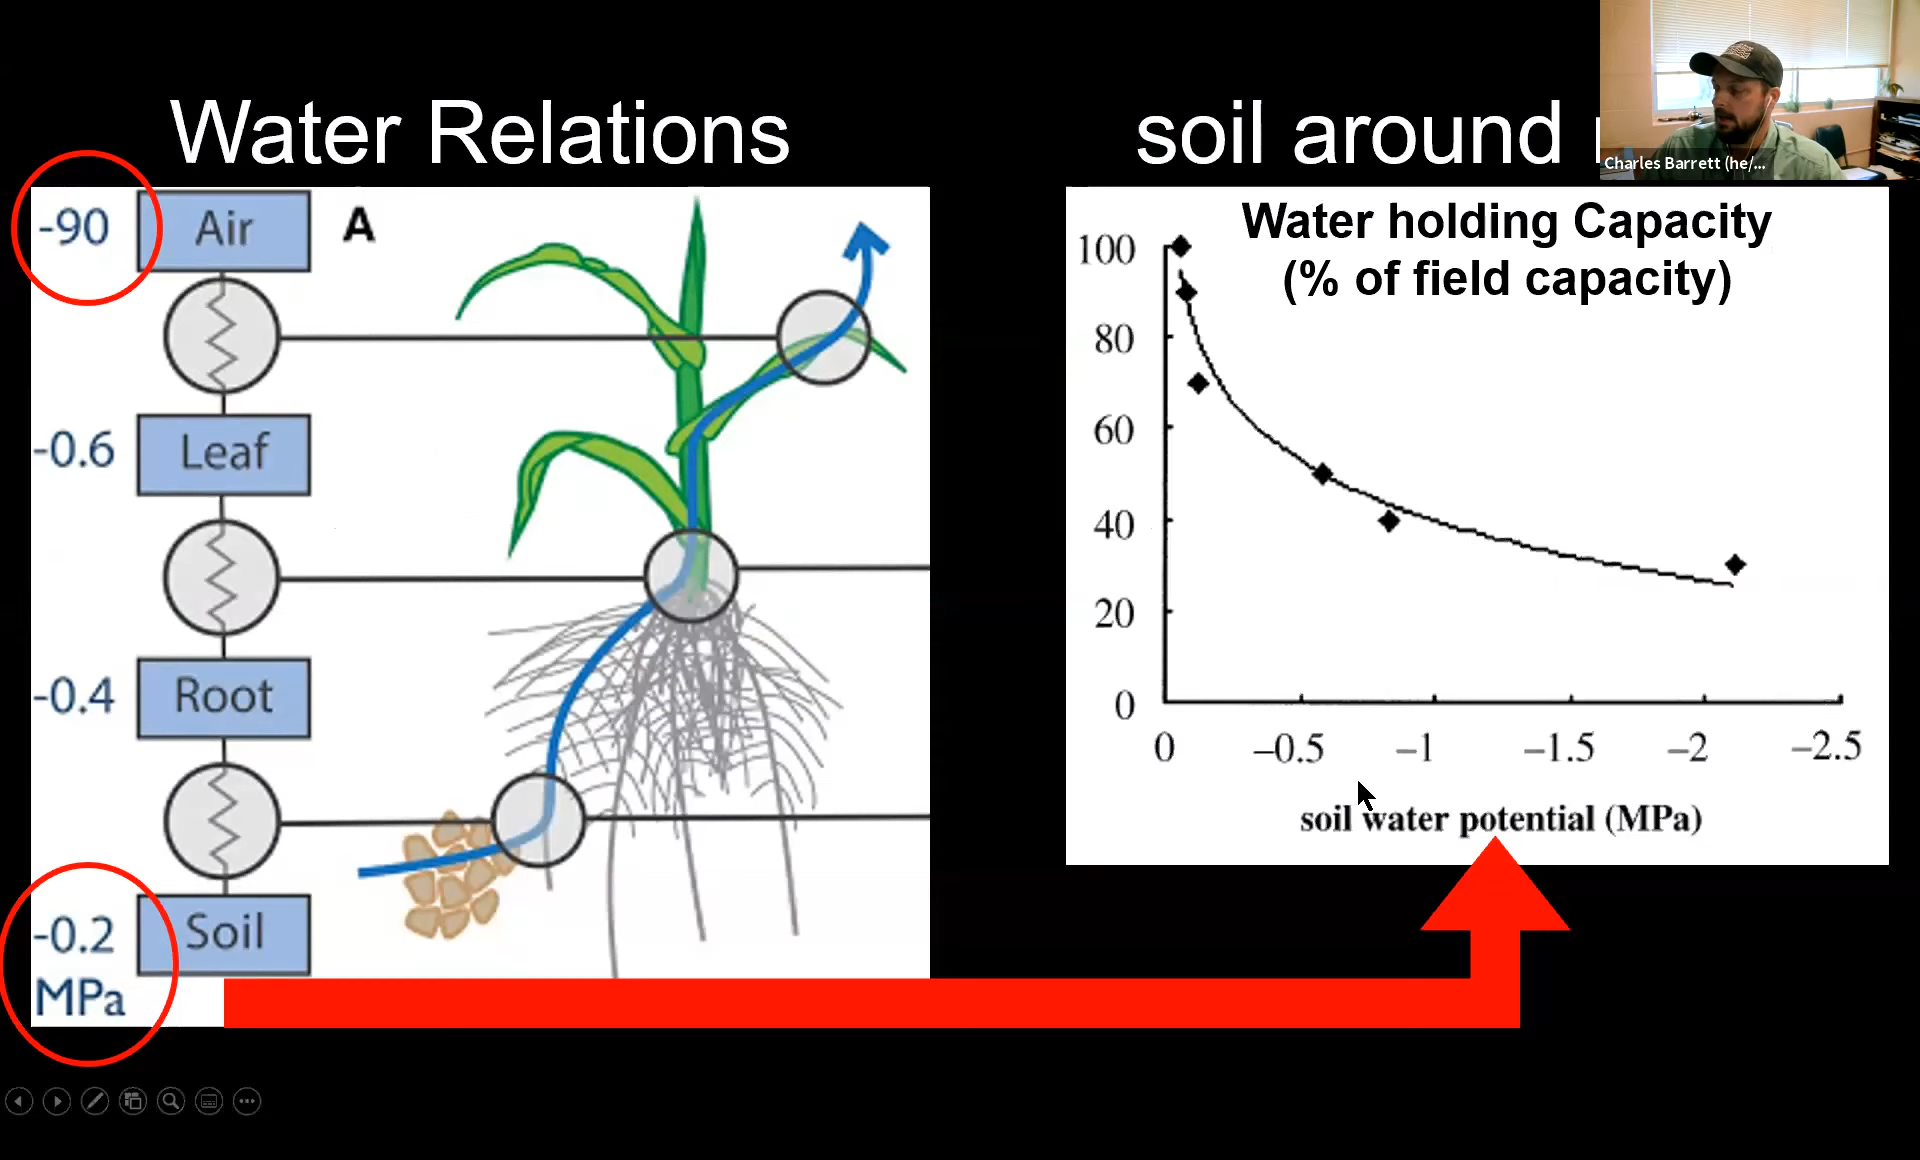 Water Relations
soil around
Charles Barrett (he/...
-90
Air
A
-0.6
Leaf
-0.4
Root
-0.2
MPa
Soil
Water holding Capacity
(% of field capacity)
100
80
60
40
20
0
0 –0.5 –1 –1.5 –2 –2.5
soil water potential (MPa)